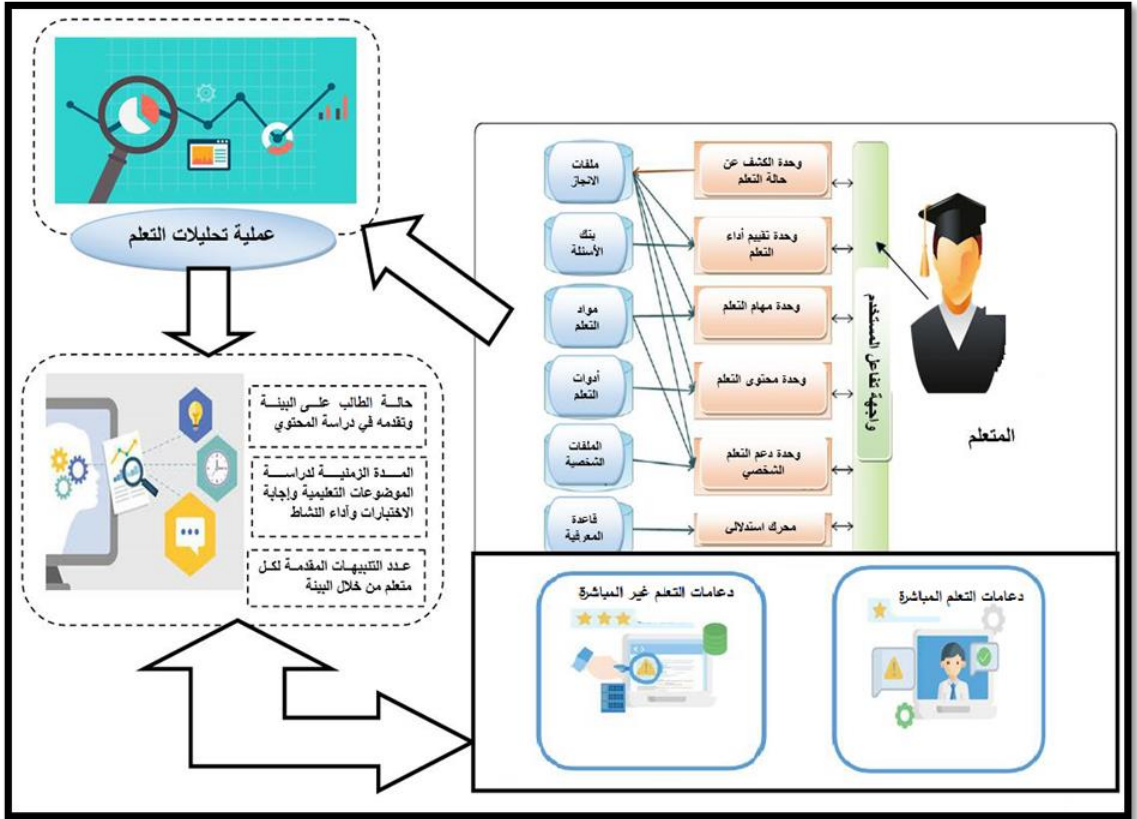 عملية تحليلات التعلم
وحدة الكشف عن
حالة التعلم
ملفات
الانجاز
وحدة تقييم أداء
التعلم
بنك
الأسئلة
وحدة مهام التعلم
مواد
التعلم
وحدة محتوى التعلم
أدوات
التعلم
وحدة دعم التعلم
الشخصي
الملفات
الشخصية
محرك استدلالى
قاعدة
المعرفية
واجهة تفاعل المستخدم
المتعلم
حالة الطالب على البيئة
وتقدمه في دراسة المحتوي
المدة الزمنية لدراسة
الموضوعات التعليمية وإجابة
الاختبارات وأداء النشاط
عدد التنبيهات المقدمة لكل
متعلم من خلال البيئة
دعامات التعلم المباشرة
دعامات التعلم غير المباشرة